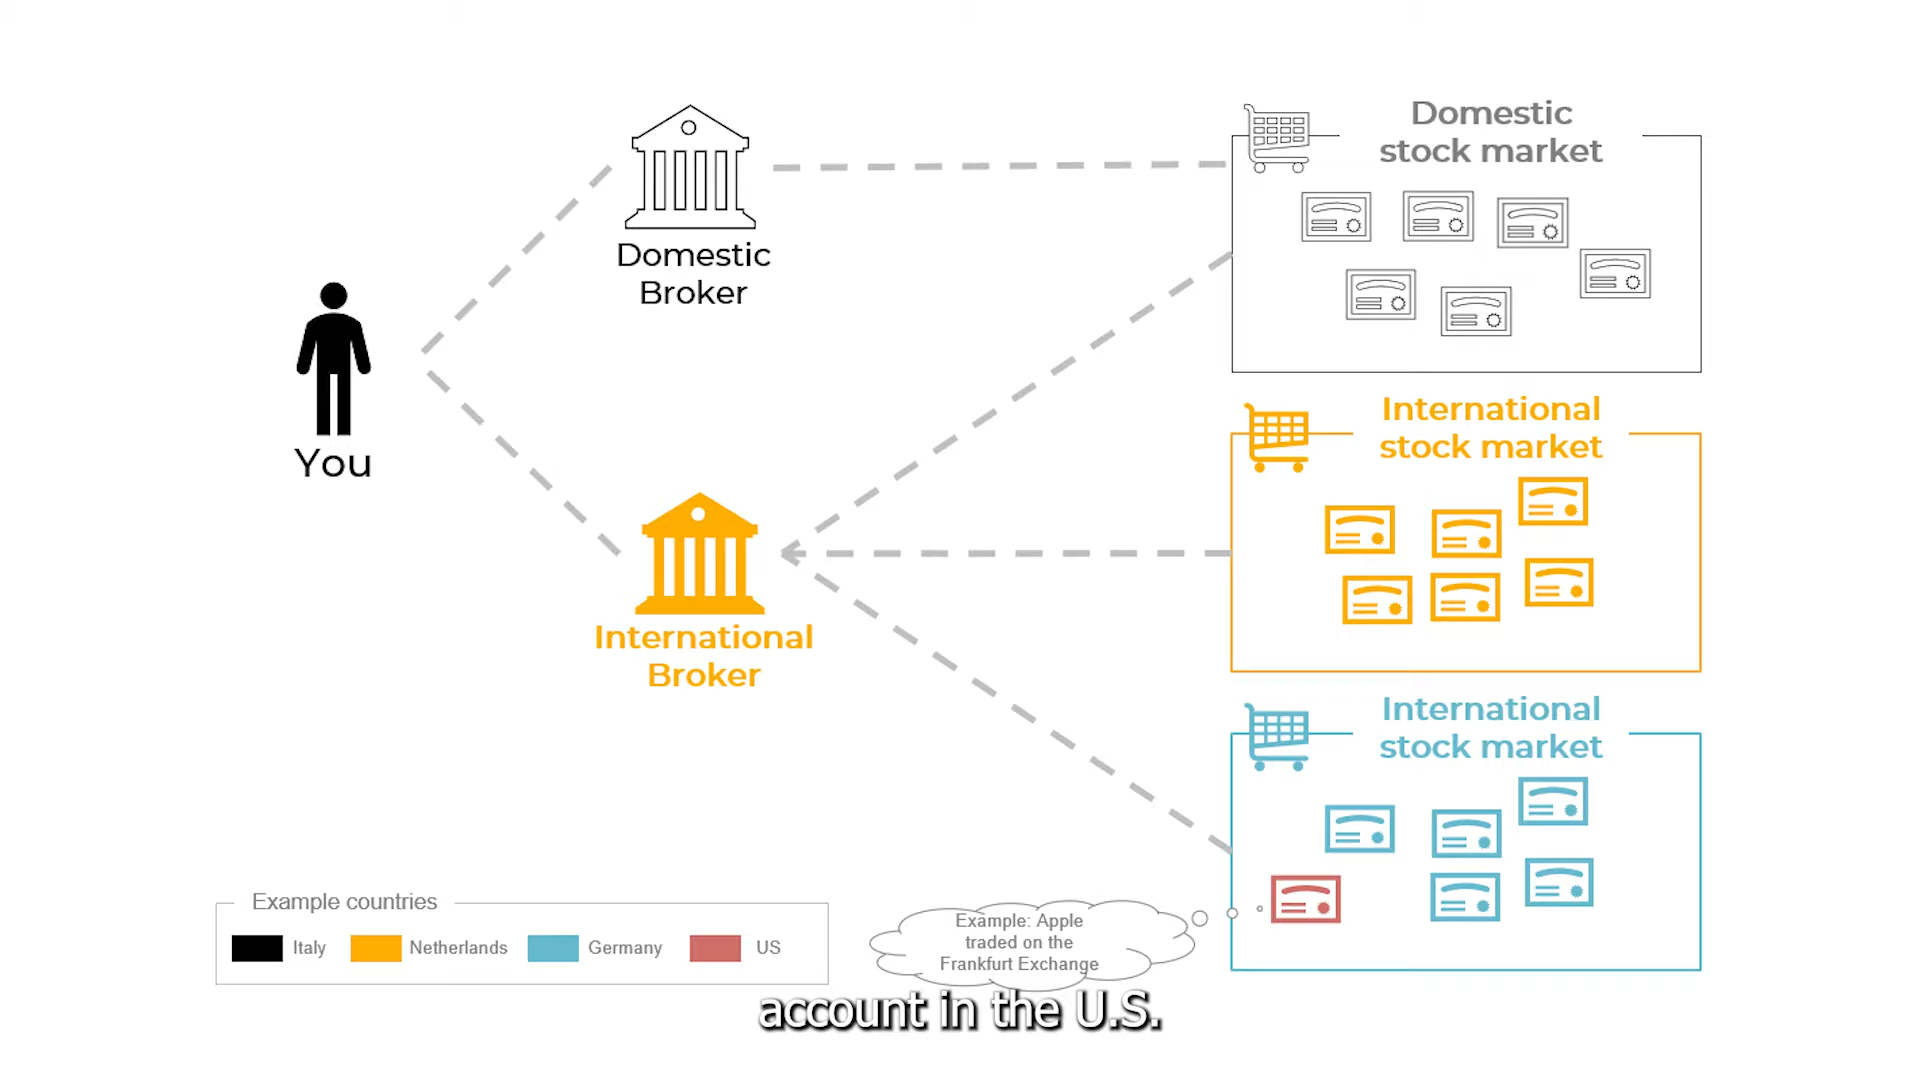 Domestic
stock market
Domestic
Broker
You
International
stock market
International
Broker
International
stock market
Example countries
Italy
Netherlands
Germany
US
Example: Apple
traded on the
Frankfurt Exchange
account in the U.S.